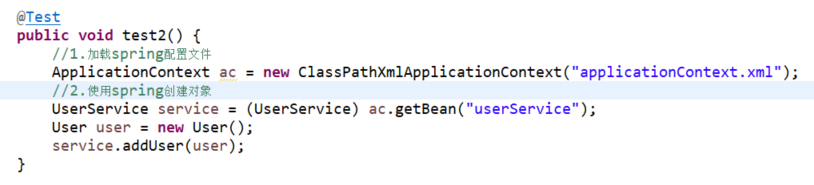 @Test
public void test2() {
//1.加载spring配置文件
ApplicationContext ac = new ClassPathXmlApplicationContext("applicationContext.xml");
//2.使用spring创建对象
UserService service = (UserService) ac.getBean("userService");
User user = new User();
service.addUser(user);
}